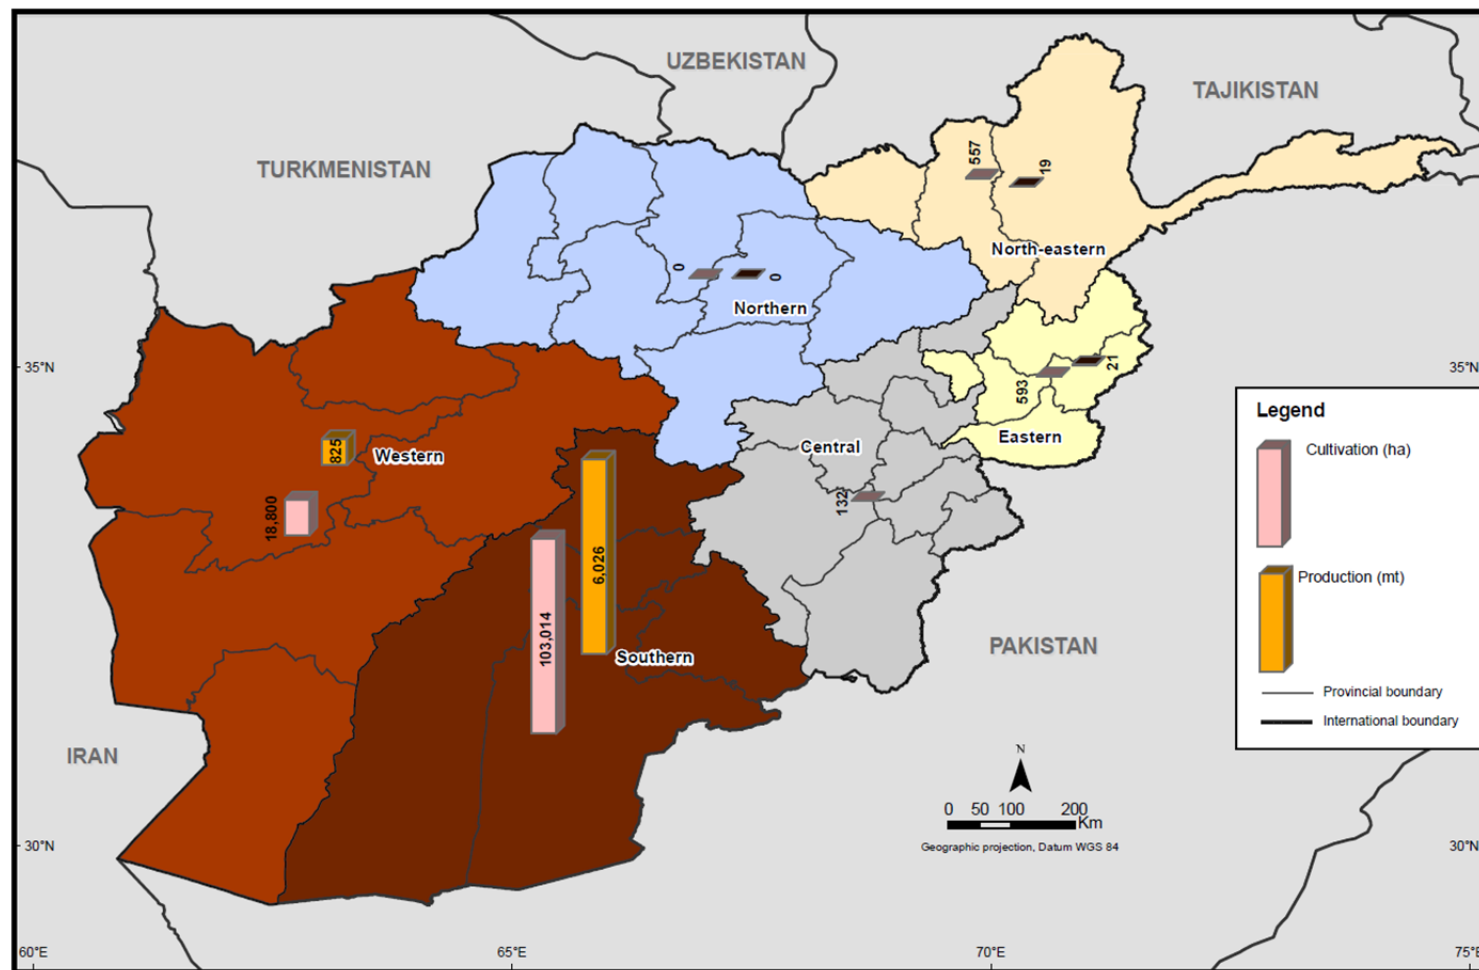 UZBEKISTAN
TAJIKISTAN
TURKMENISTAN
557
19
North-eastern
0
0
Northern
35°N
35°N
593
21
Eastern
Central
132
825
Western
18,800
6,026
103,014
Southern
PAKISTAN
IRAN
Legend
Cultivation (ha)
Production (mt)
Provincial boundary
International boundary
N
0 50 100 200
Km
Geographic projection, Datum WGS 84
30°N
30°N
60°E
65°E
70°E
75°E